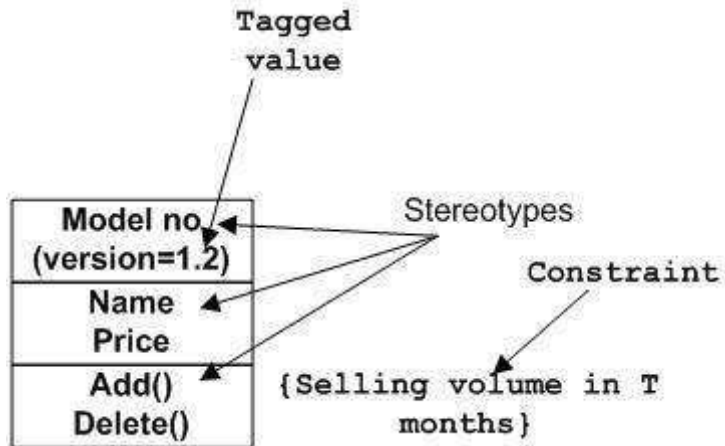 Tagged
value
Model no
(version=1.2)
Stereotypes
Constraint
Name
Price
Add()
Delete()
{Selling volume in T
months}